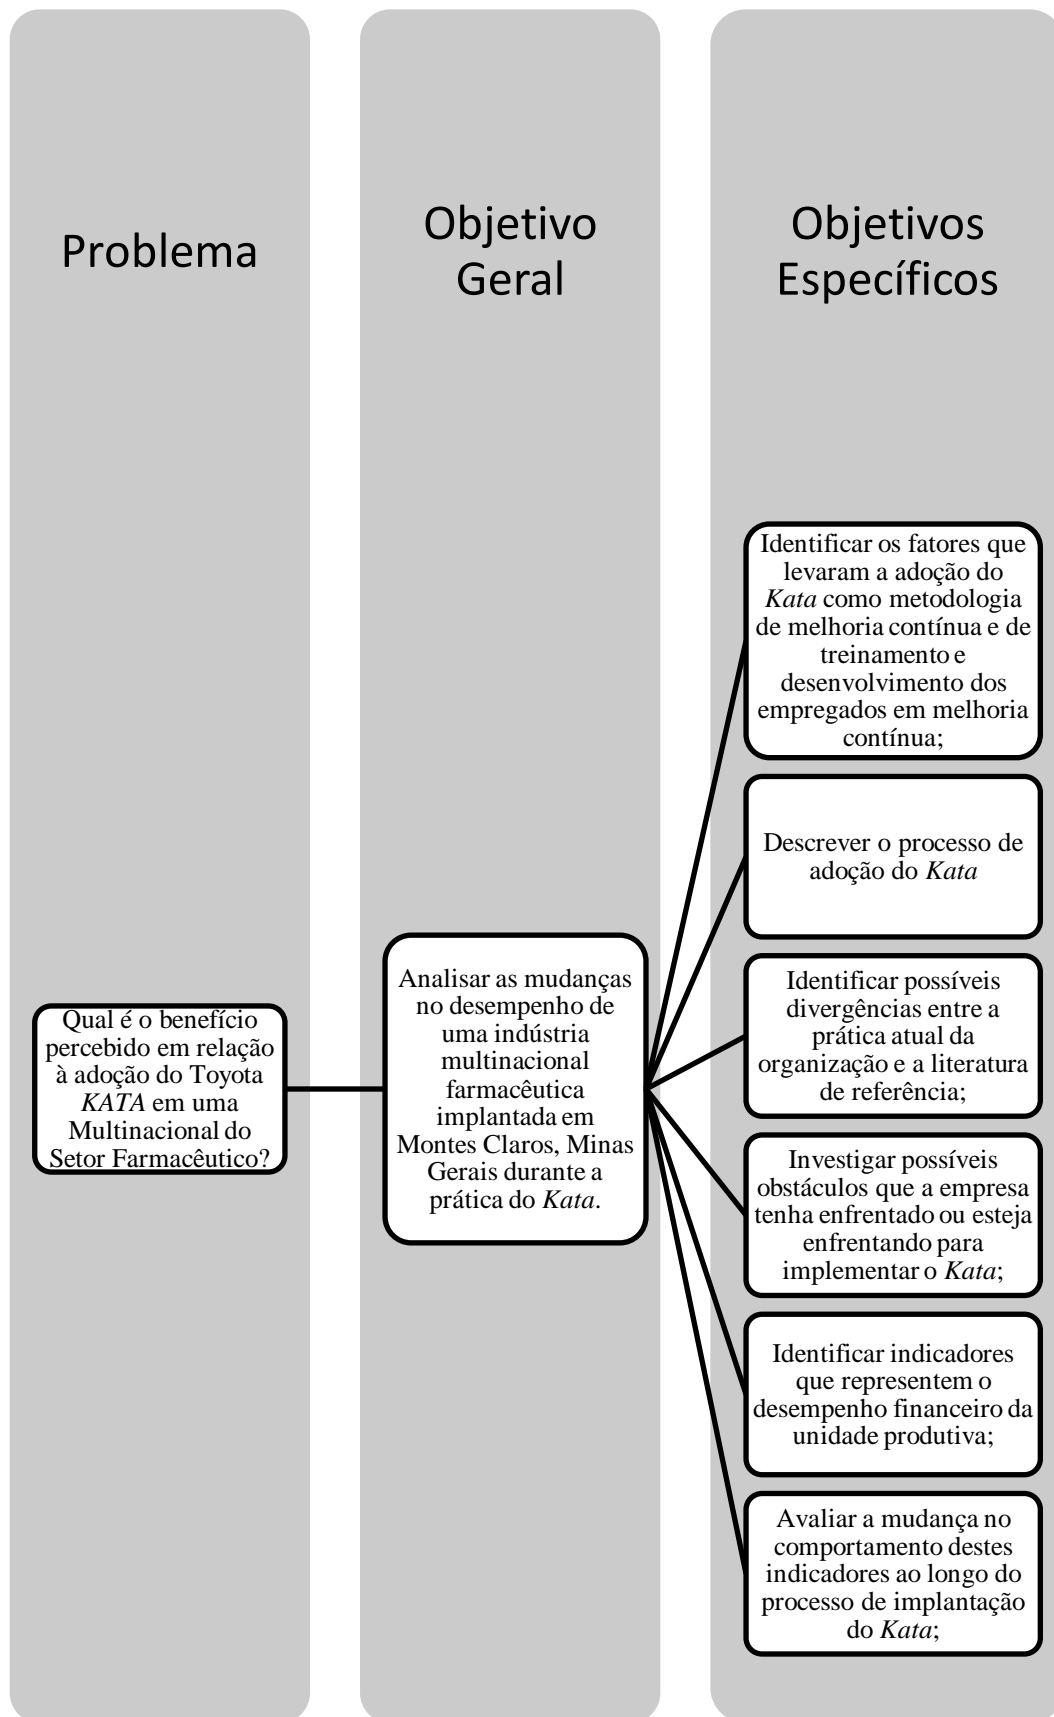 Problema
Objetivo
Geral
Objetivos
Específicos
Qual é o benefício
percebido em relação
à adoção do Toyota
KATA em uma
Multinacional do
Setor Farmacêutico?
Analisar as mudanças
no desempenho de
uma indústria
multinacional
farmacêutica
implantada em
Montes Claros, Minas
Gerais durante a
prática do Kata.
Identificar os fatores que
levaram a adoção do
Kata como metodologia
de melhoria contínua e de
treinamento e
desenvolvimento dos
empregados em melhoria
contínua;
Descrever o processo de
adoção do Kata
Identificar possíveis
divergências entre a
prática atual da
organização e a literatura
de referência;
Investigar possíveis
obstáculos que a empresa
tenha enfrentado ou esteja
enfrentando para
implementar o Kata;
Identificar indicadores
que representem o
desempenho financeiro da
unidade produtiva;
Avaliar a mudança no
comportamento destes
indicadores ao longo do
processo de implantação
do Kata;